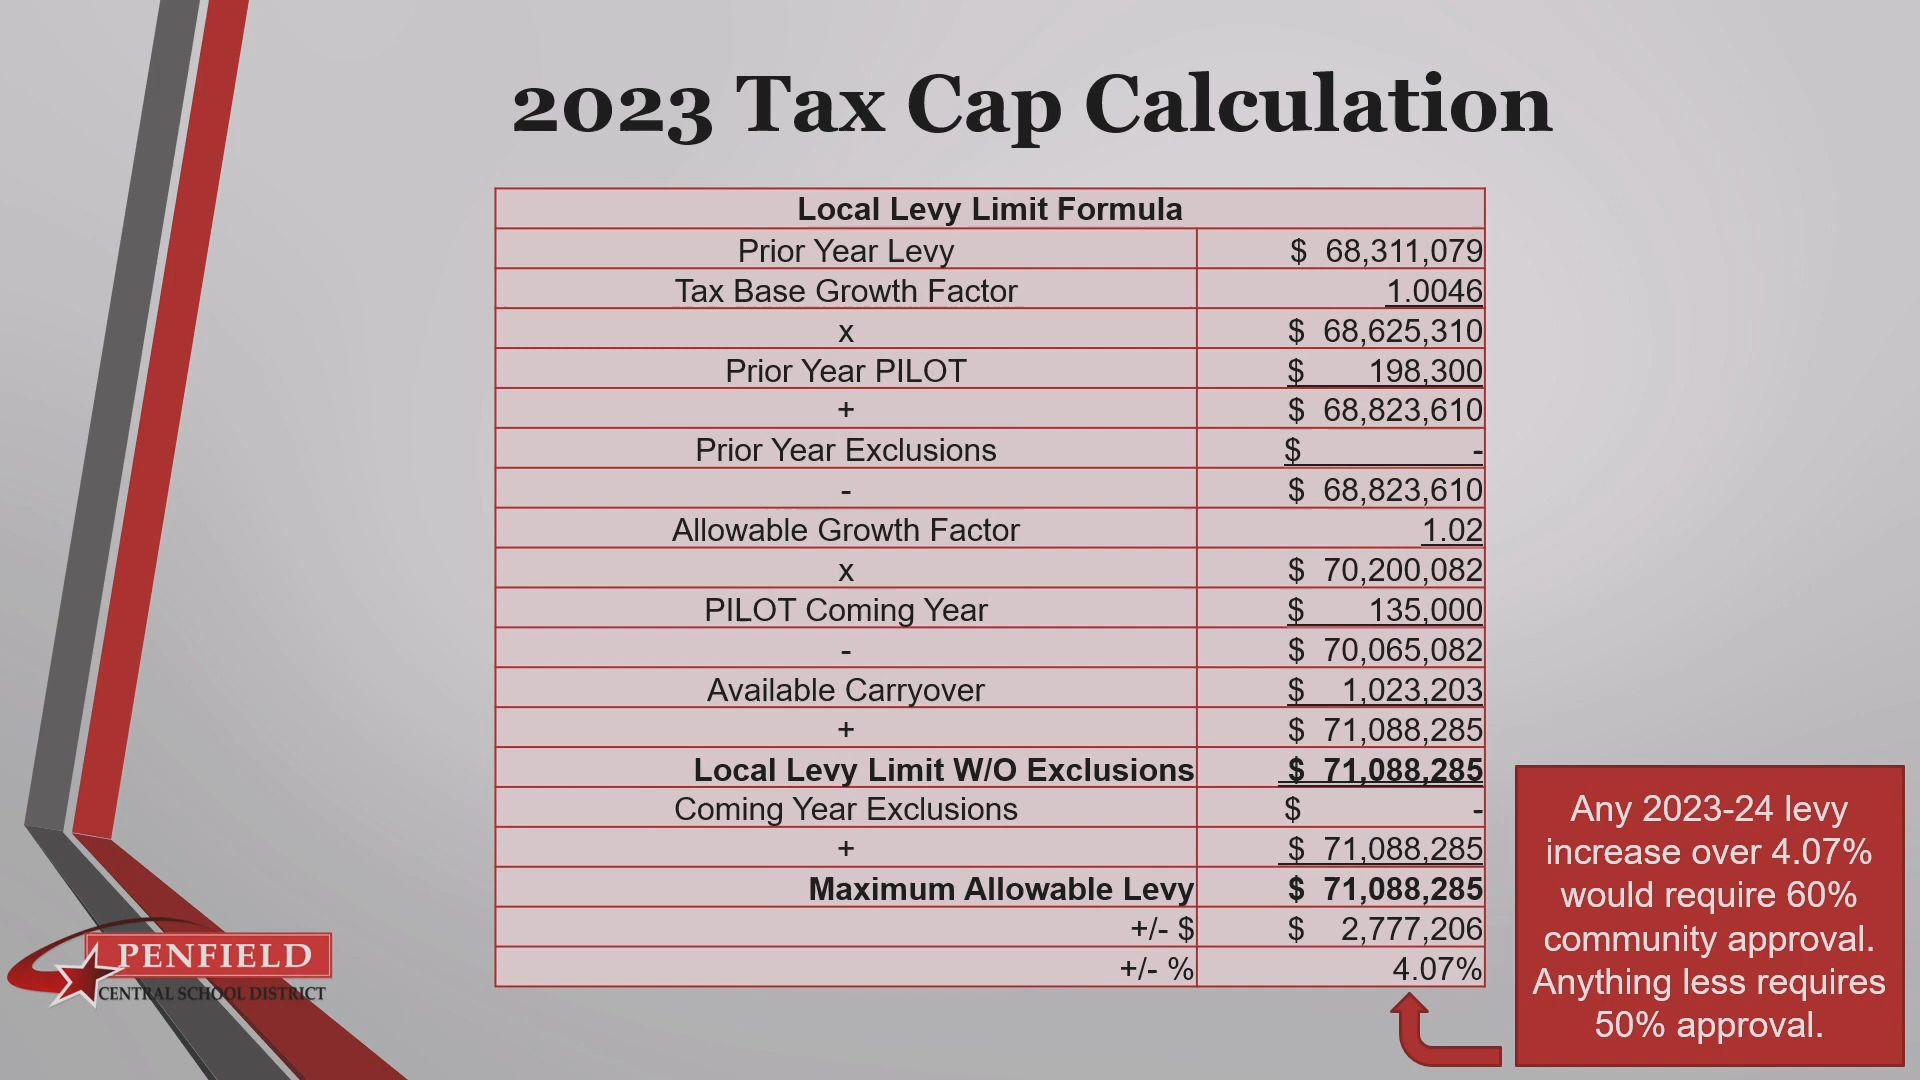 2023 Tax Cap Calculation
Local Levy Limit Formula
Prior Year Levy $ 68,311,079
Tax Base Growth Factor 1.0046
x $ 68,625,310
Prior Year PILOT $ 198,300
+ $ 68,823,610
Prior Year Exclusions $ -
- $ 68,823,610
Allowable Growth Factor 1.02
x $ 70,200,082
PILOT Coming Year $ 135,000
- $ 70,065,082
Available Carryover $ 1,023,203
+ $ 71,088,285
Local Levy Limit W/O Exclusions $ 71,088,285
Coming Year Exclusions $ -
+ $ 71,088,285
Maximum Allowable Levy $ 71,088,285
+/- $ $ 2,777,206
+/- % 4.07%
Any 2023-24 levy
increase over 4.07%
would require 60%
community approval.
Anything less requires
50% approval.
PENFIELD
CENTRAL SCHOOL DISTRICT